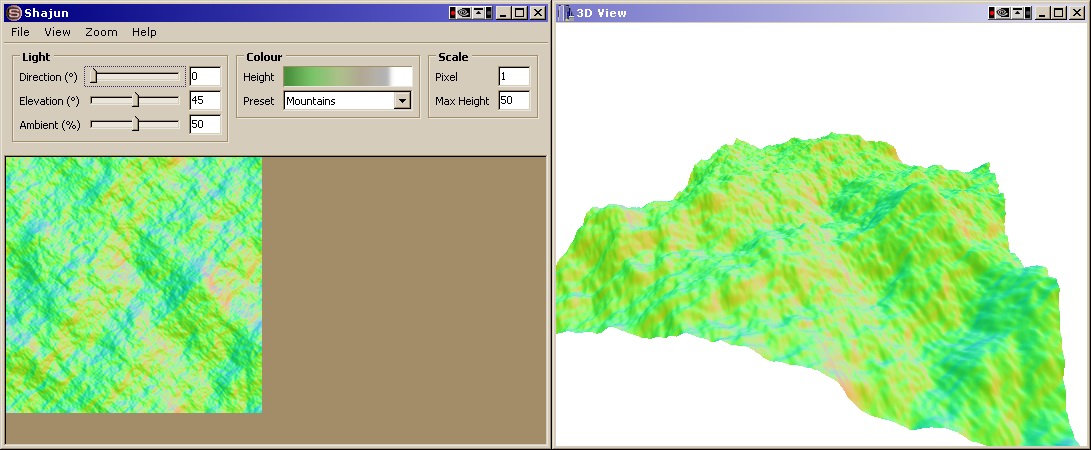 Shajun
File View Zoom Help
Light
Direction (°) 0
Elevation (°) 45
Ambient (%) 50
Colour
Height
Preset Mountains
Scale
Pixel 1
Max Height 50
3D View